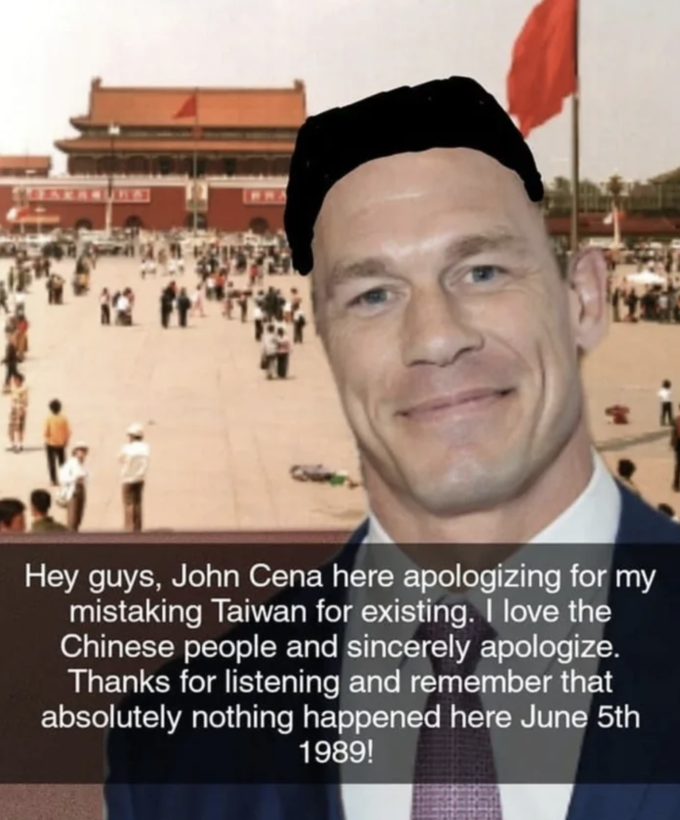 Hey guys, John Cena here apologizing for my
mistaking Taiwan for existing. I love the
Chinese people and sincerely apologize.
Thanks for listening and remember that
absolutely nothing happened here June 5th
1989!